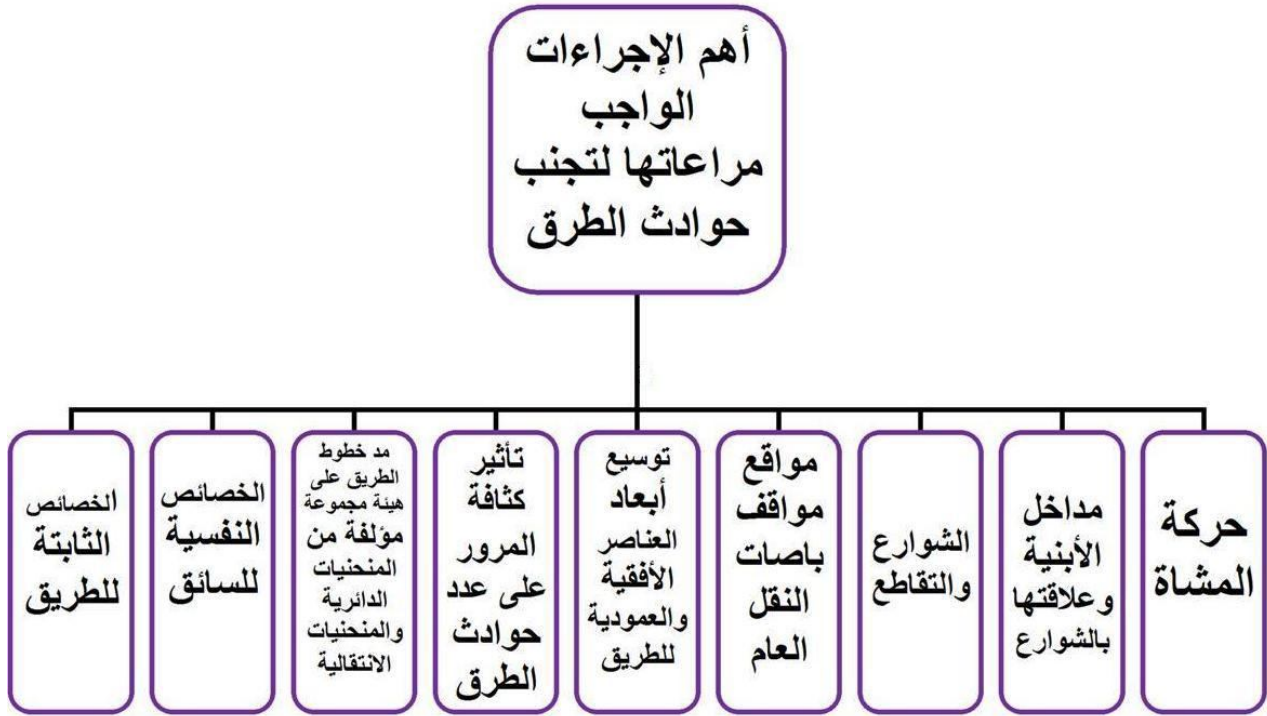 أهم الإجراءات
الواجب
مراعاتها لتجنب
حوادث الطرق
حركة
المشاة
مداخل
الأبنية
وعلاقتها
بالشوارع
الشوارع
والتقاطع
مواقع
مواقف
باصات
النقل
العام
توسيع
أبعاد
العناصر
الأفقية
والعمودية
للطريق
تأثير
كثافة
المرور
على عدد
حوادث
الطرق
مد خطوط
الطريق على
هيئة مجموعة
مؤلفة من
المنحنيات
الدائرية
والمنحنيات
الانتقالية
الخصائص
النفسية
للسائق
الخصائص
الثابتة
للطريق